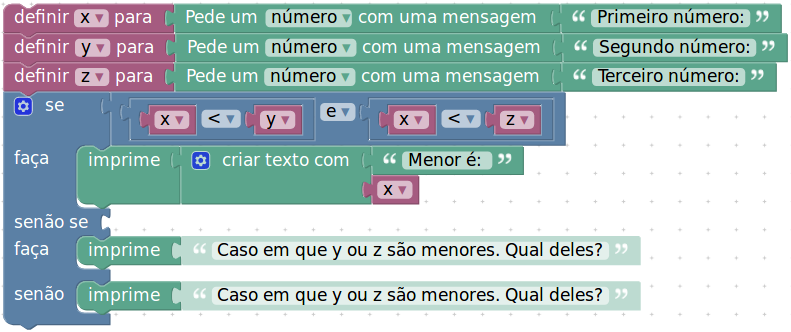 definir x ▾ para Pede um número ▾ com uma mensagem “ Primeiro número: ”
definir y ▾ para Pede um número ▾ com uma mensagem “ Segundo número: ”
definir z ▾ para Pede um número ▾ com uma mensagem “ Terceiro número: ”
se x ▾ < ▾ y ▾ e ▾ x ▾ < ▾ z ▾
faça imprime criar texto com “ Menor é: ”
x ▾
senão se
faça imprime “ Caso em que y ou z são menores. Qual deles? ”
senão imprime “ Caso em que y ou z são menores. Qual deles? ”